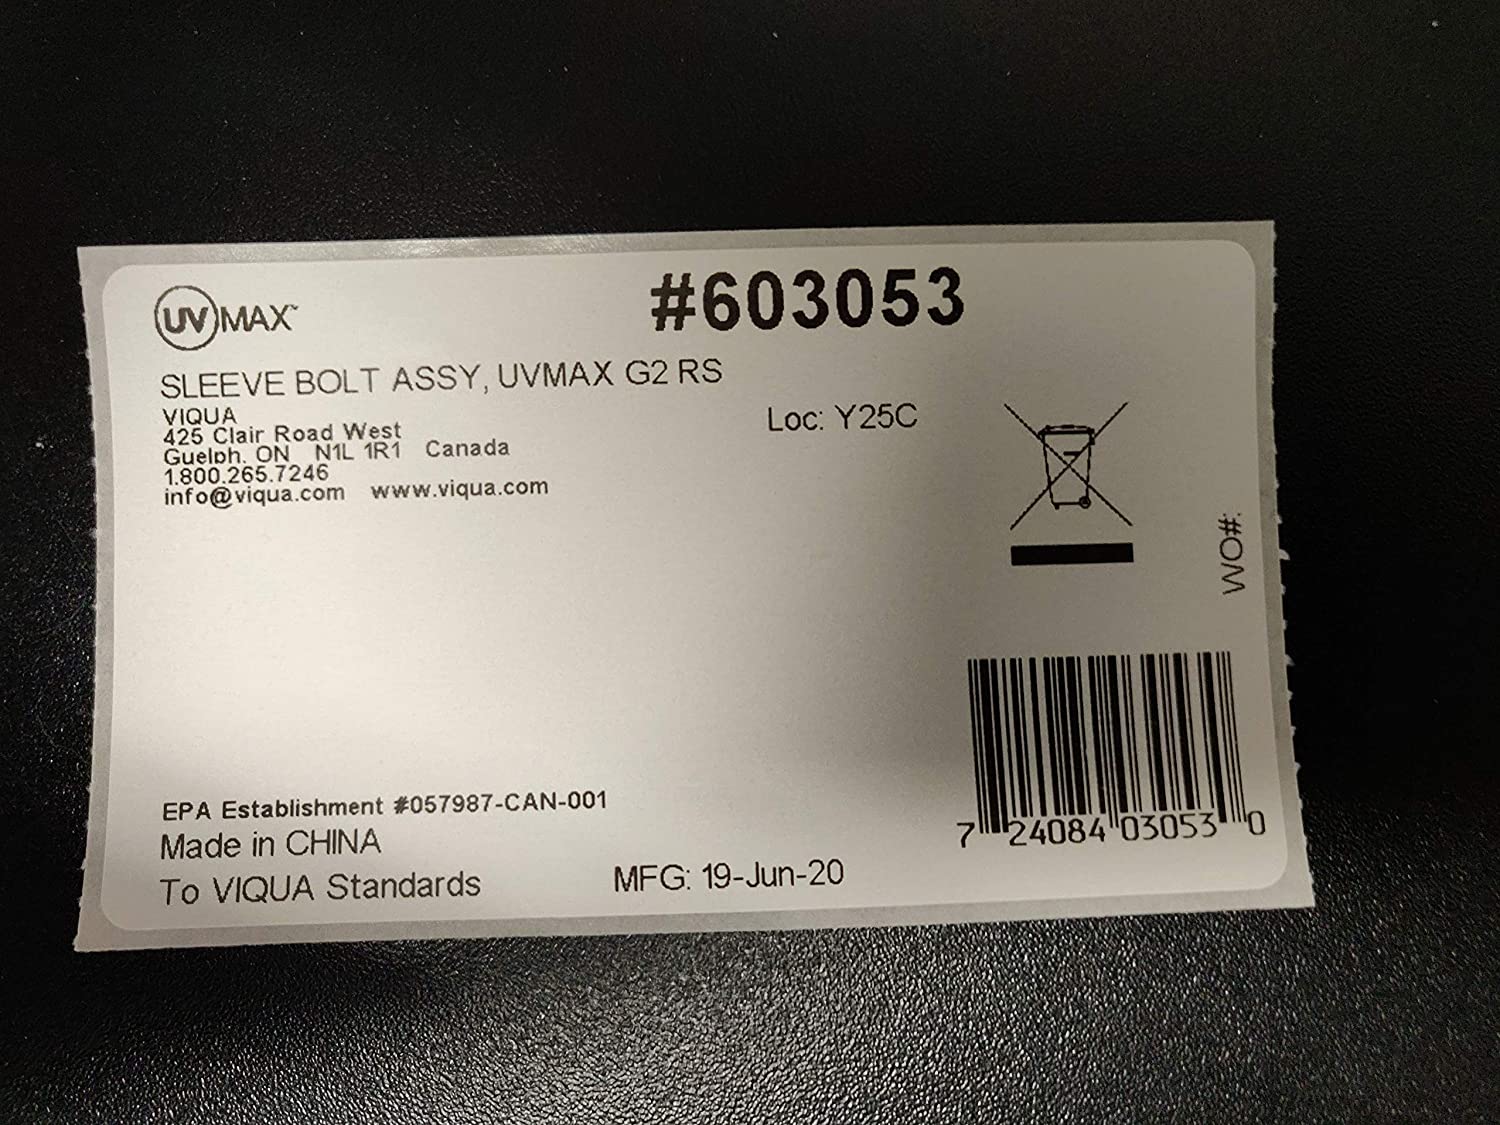 UVMAX™
#603053
SLEEVE BOLT ASSY, UVMAX G2 RS
VIQUA
425 Clair Road West
Guelph, ON N1L 1R1 Canada
1.800.265.7246
info@viqua.com www.viqua.com
Loc: Y25C
WO#:
EPA Establishment #057987-CAN-001
Made in CHINA
To VIQUA Standards
MFG: 19-Jun-20
7 24084 03053 0